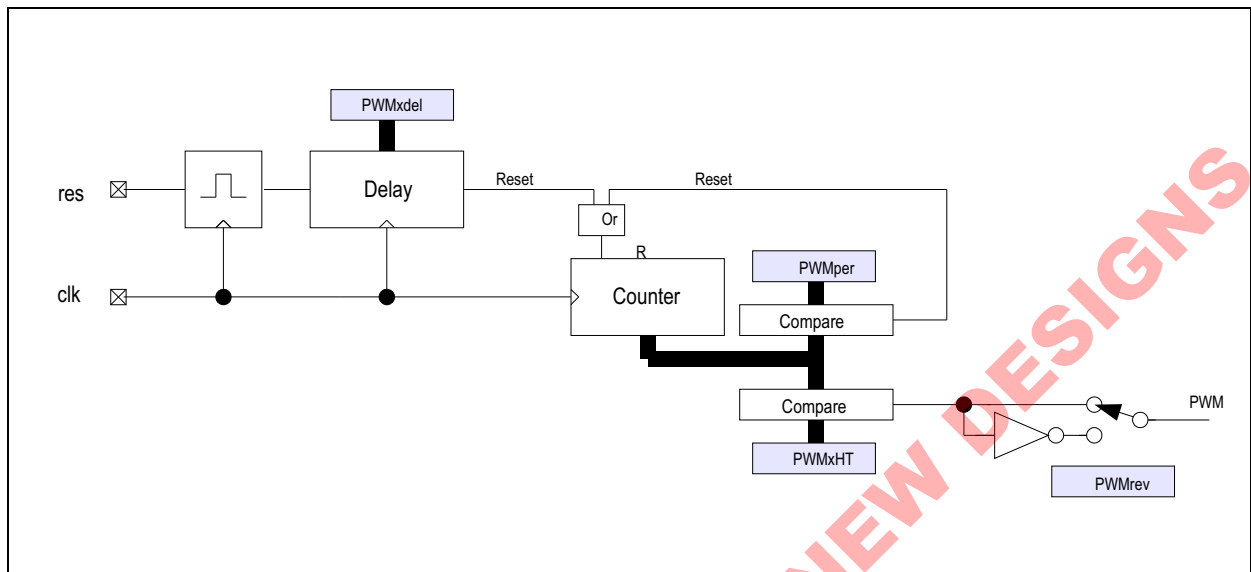 PWMxdel
res
Delay
Reset
Reset
Or
R
PWMper
clk
Counter
Compare
Compare
PWM
PWMxHT
PWMrev
NEW DESIGNS